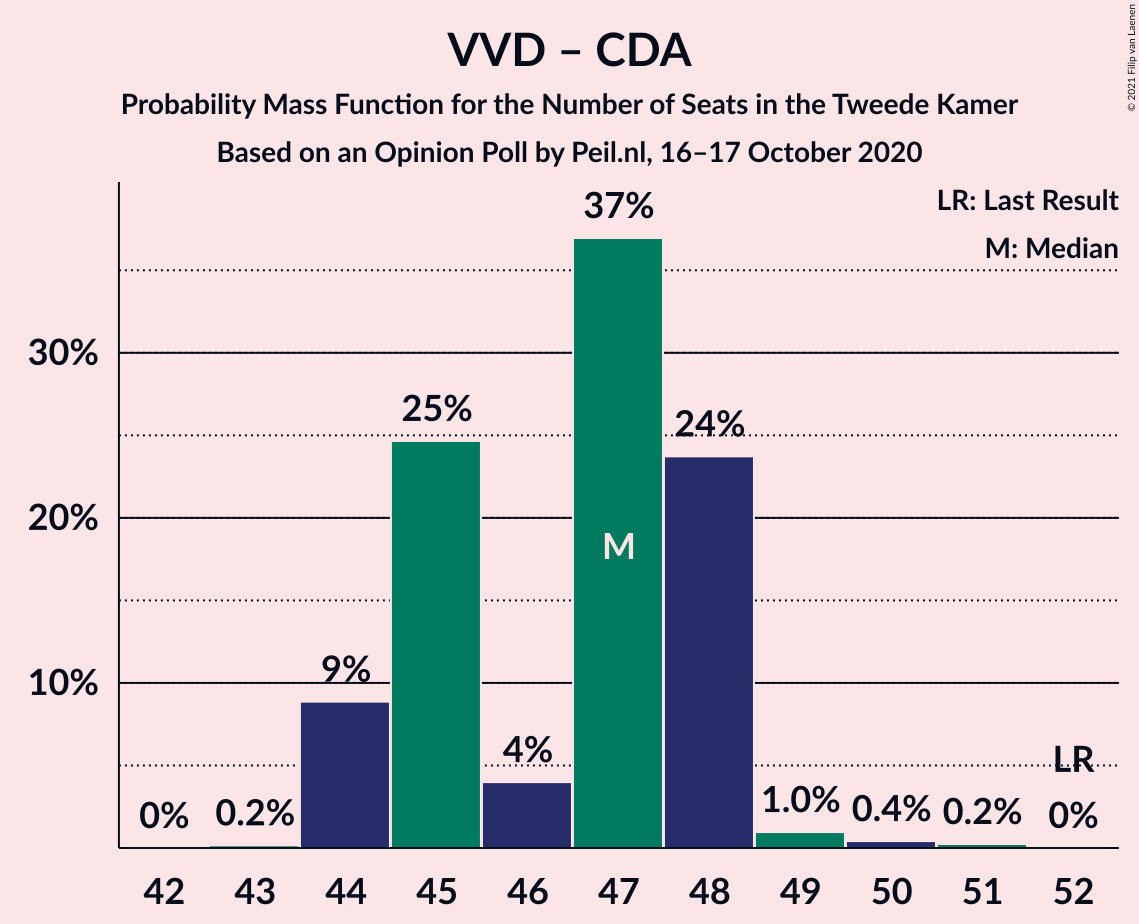 VVD – CDA
Probability Mass Function for the Number of Seats in the Tweede Kamer
Based on an Opinion Poll by Peil.nl, 16–17 October 2020
© 2021 Filip van Laenen
LR: Last Result
M: Median
30%
20%
10%
0%
0.2%
9%
25%
4%
37%
M
24%
1.0%
0.4%
0.2%
LR
0%
42 43 44 45 46 47 48 49 50 51 52